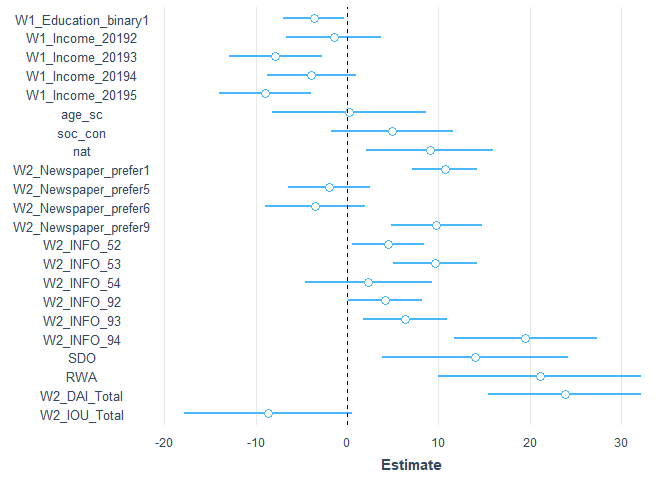 W1_Education_binary1
W1_Income_20192
W1_Income_20193
W1_Income_20194
W1_Income_20195
age_sc
soc_con
nat
W2_Newspaper_prefer1
W2_Newspaper_prefer5
W2_Newspaper_prefer6
W2_Newspaper_prefer9
W2_INFO_52
W2_INFO_53
W2_INFO_54
W2_INFO_92
W2_INFO_93
W2_INFO_94
SDO
RWA
W2_DAI_Total
W2_IOU_Total
-20 -10 0 10 20 30
Estimate